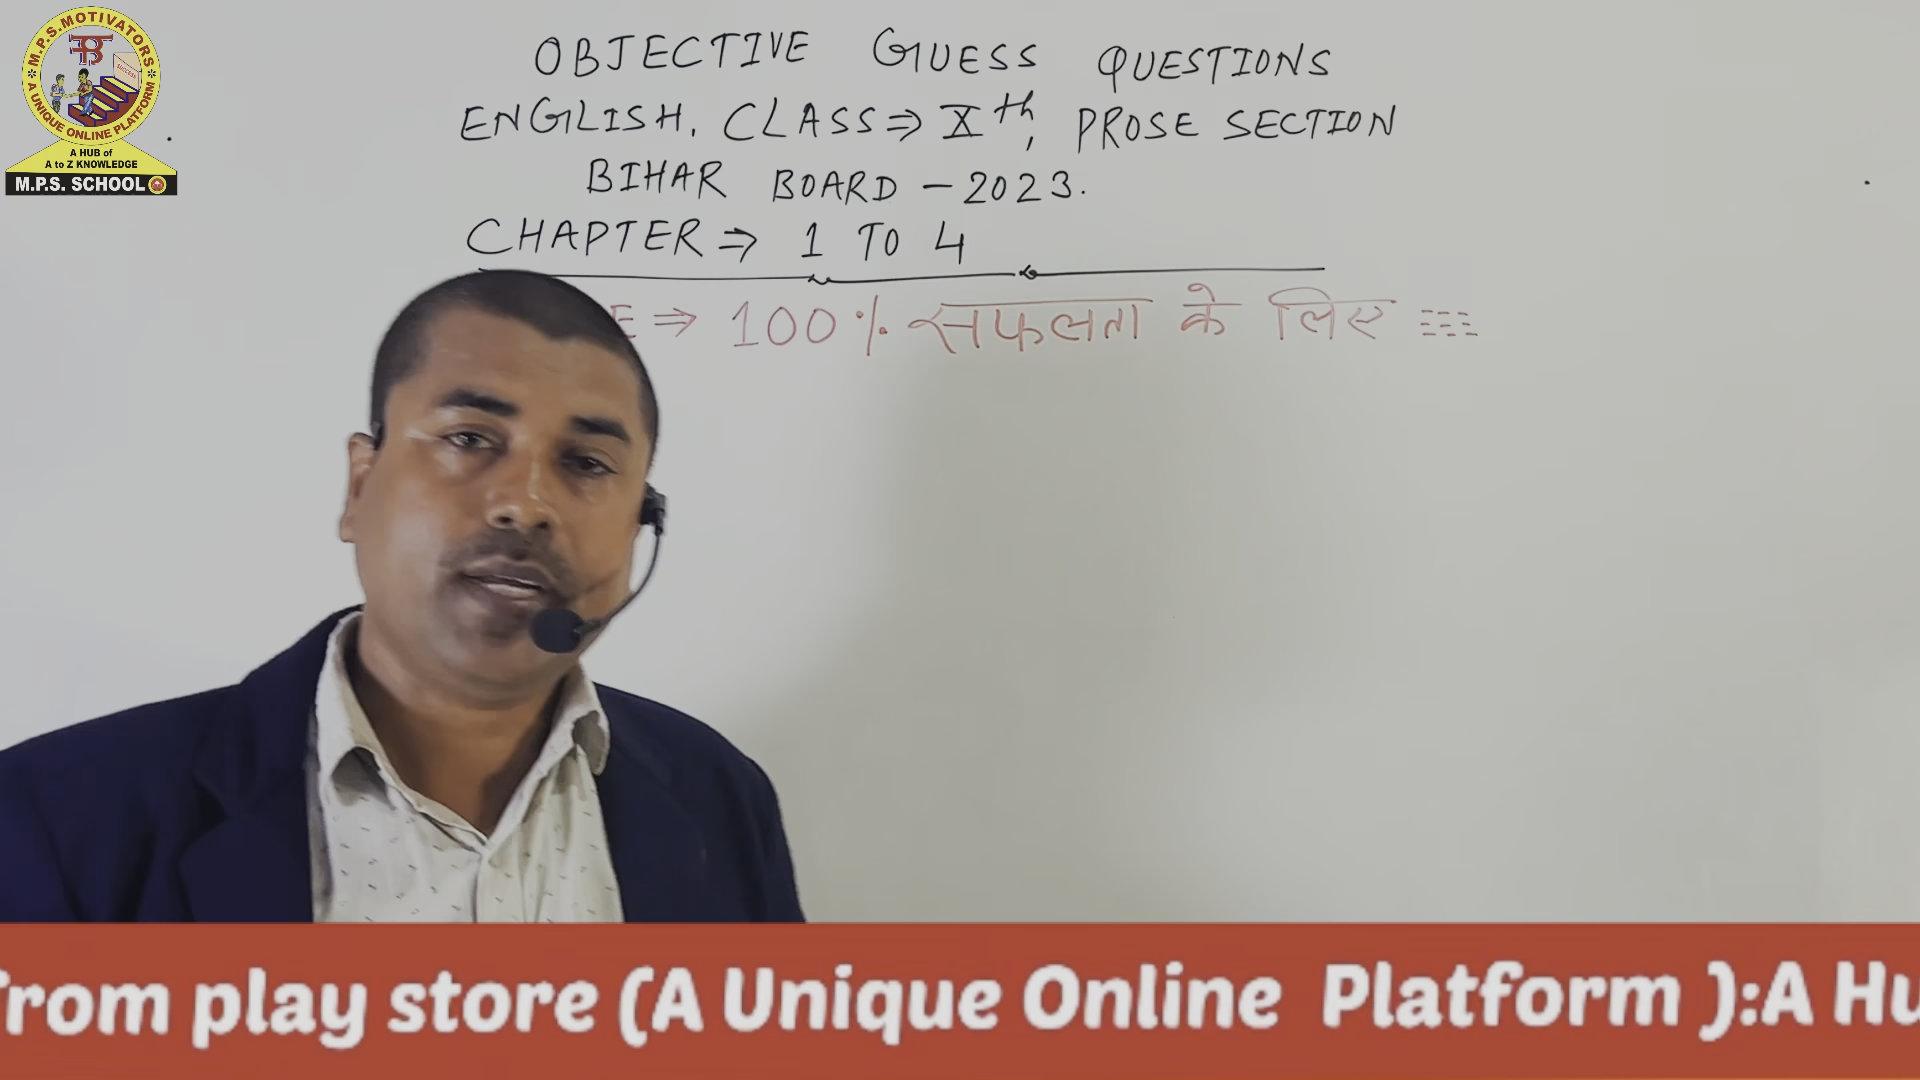 M.P.S. MOTIVATORS
SUCCESS
A UNIQUE ONLINE PLATFORM
A HUB of
A to Z KNOWLEDGE
M.P.S. SCHOOL
OBJECTIVE GUESS QUESTIONS
ENGLISH. CLASS⇒ Xth, PROSE SECTION
BIHAR BOARD - 2023.
CHAPTER ⇒ 1 TO 4
⇒ 100% सफलता के लिए
from play store (A Unique Online Platform ):A